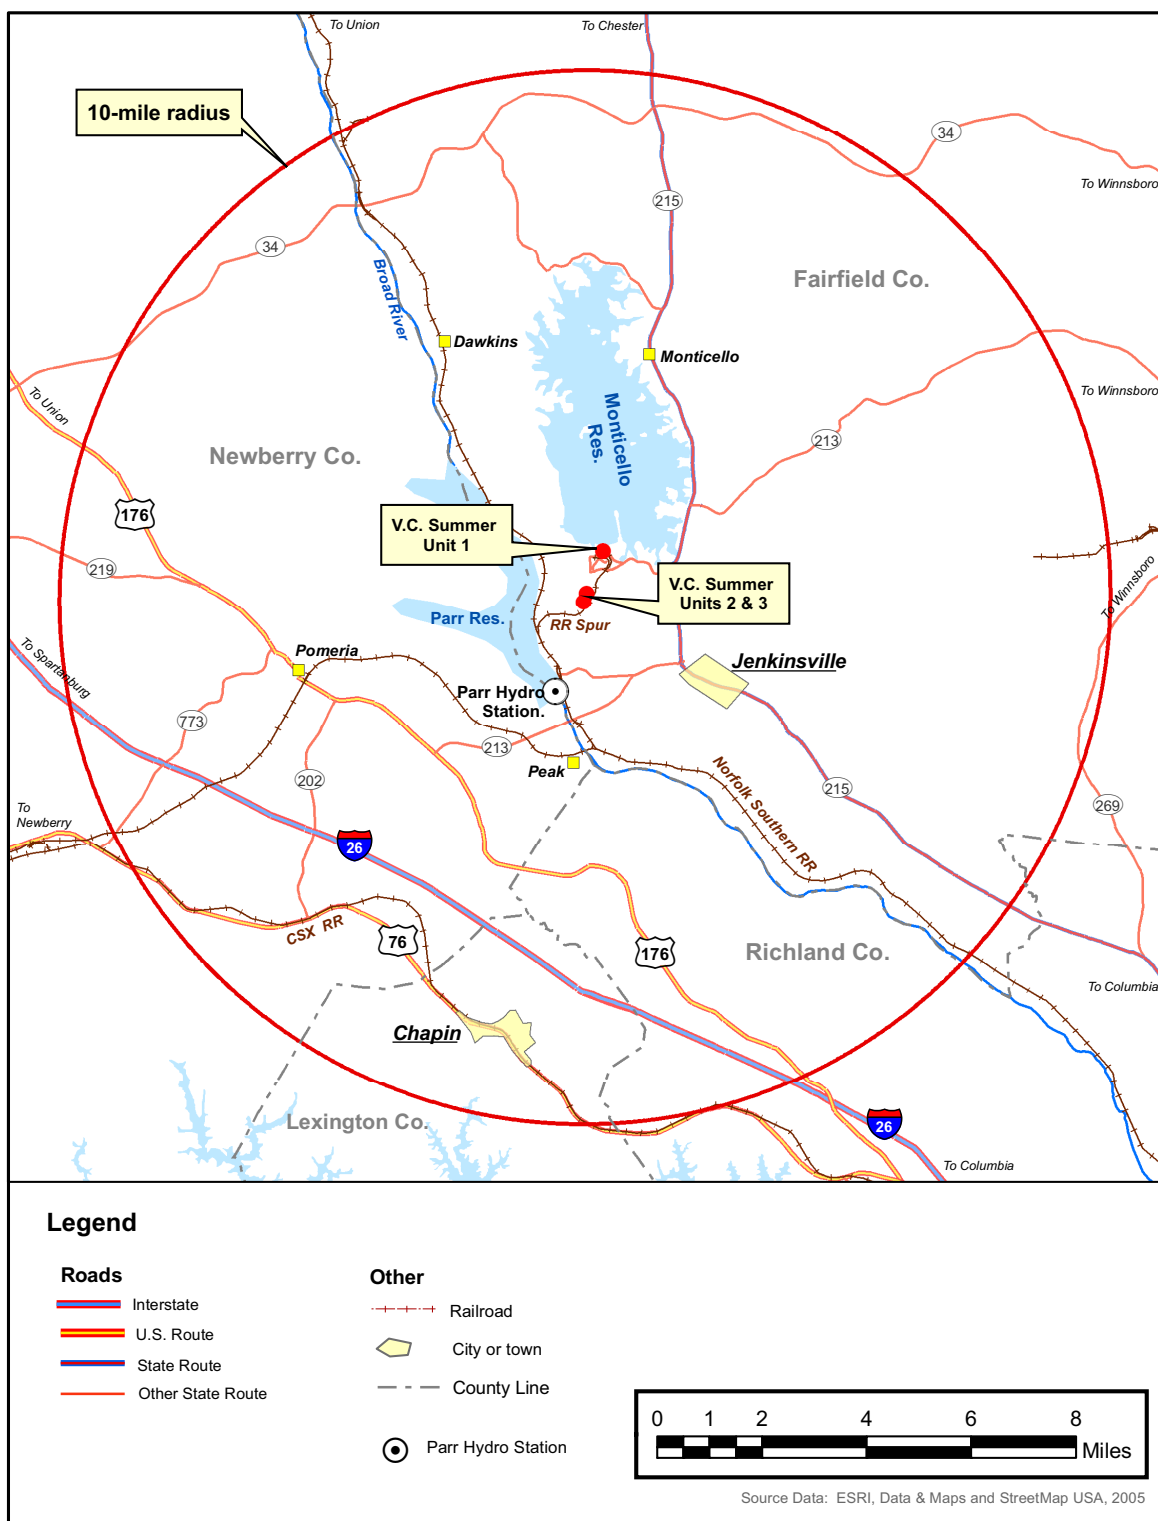 To Union
To Chester
10-mile radius
34
To Winnsboro
215
34
Broad River
Fairfield Co.
Dawkins
Monticello
To Union
To Winnsboro
Monticello
Res.
213
Newberry Co.
176
V.C. Summer
Unit 1
219
V.C. Summer
Units 2 & 3
To Winnsboro
Parr Res.
RR Spur
To Spartanburg
Pomeria
Jenkinsville
Parr Hydro
Station.
773
213
Peak
202
Norfolk Southern RR
215
269
To
Newberry
26
CSX RR
76
176
Richland Co.
To Columbia
Chapin
Lexington Co.
26
To Columbia
Legend
Roads
Interstate
U.S. Route
State Route
Other State Route
Other
Railroad
City or town
County Line
Parr Hydro Station
0 1 2 4 6 8
Miles
Source Data: ESRI, Data & Maps and StreetMap USA, 2005